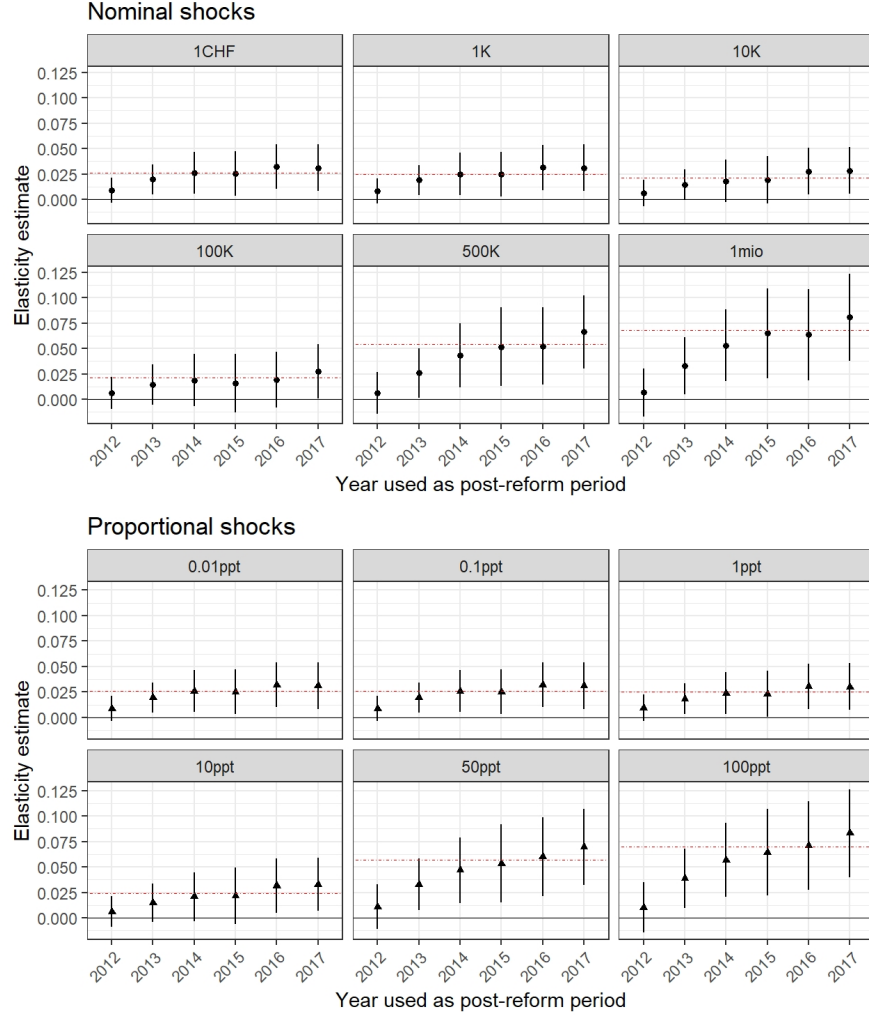 Nominal shocks
1CHF 1K 10K
0.125
0.100
0.075
0.050
0.025
0.000
100K 500K 1mio
0.125
0.100
0.075
0.050
0.025
0.000
Elasticity estimate
2012 2013 2014 2015 2016 2017 2012 2013 2014 2015 2016 2017 2012 2013 2014 2015 2016 2017
Year used as post-reform period
Proportional shocks
0.01ppt 0.1ppt 1ppt
0.125
0.100
0.075
0.050
0.025
0.000
10ppt 50ppt 100ppt
0.125
0.100
0.075
0.050
0.025
0.000
Elasticity estimate
2012 2013 2014 2015 2016 2017 2012 2013 2014 2015 2016 2017 2012 2013 2014 2015 2016 2017
Year used as post-reform period